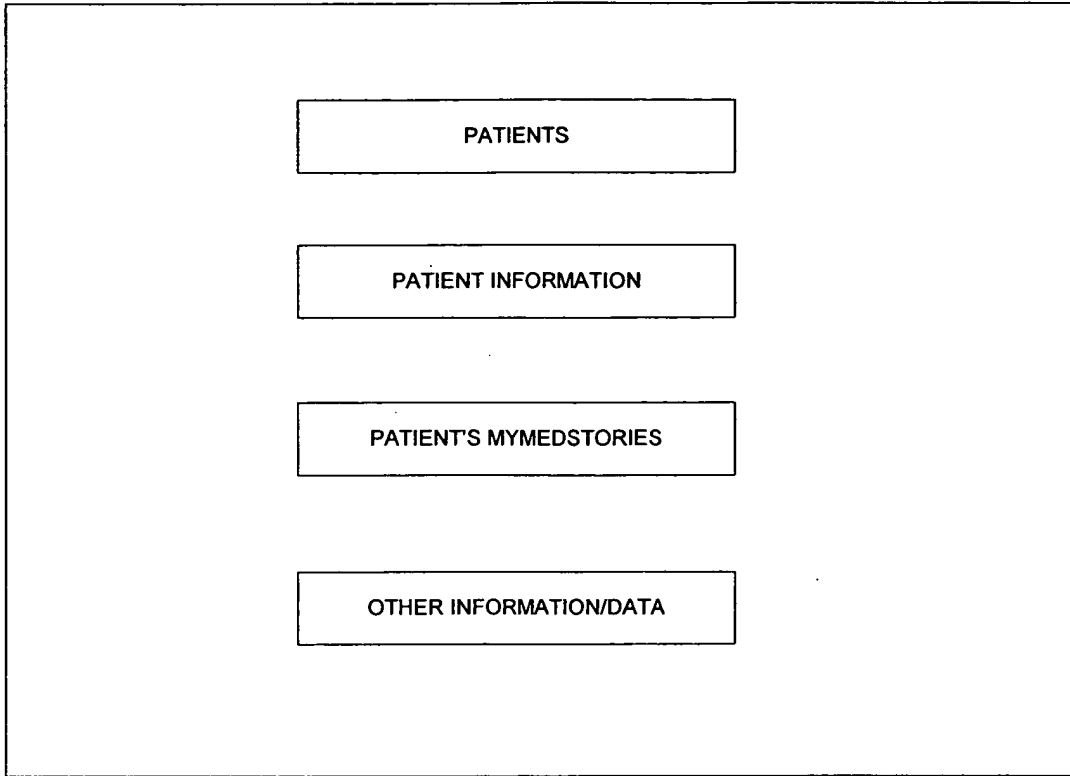 PATIENTS
PATIENT INFORMATION
PATIENT'S MYMEDSTORIES
OTHER INFORMATION/DATA